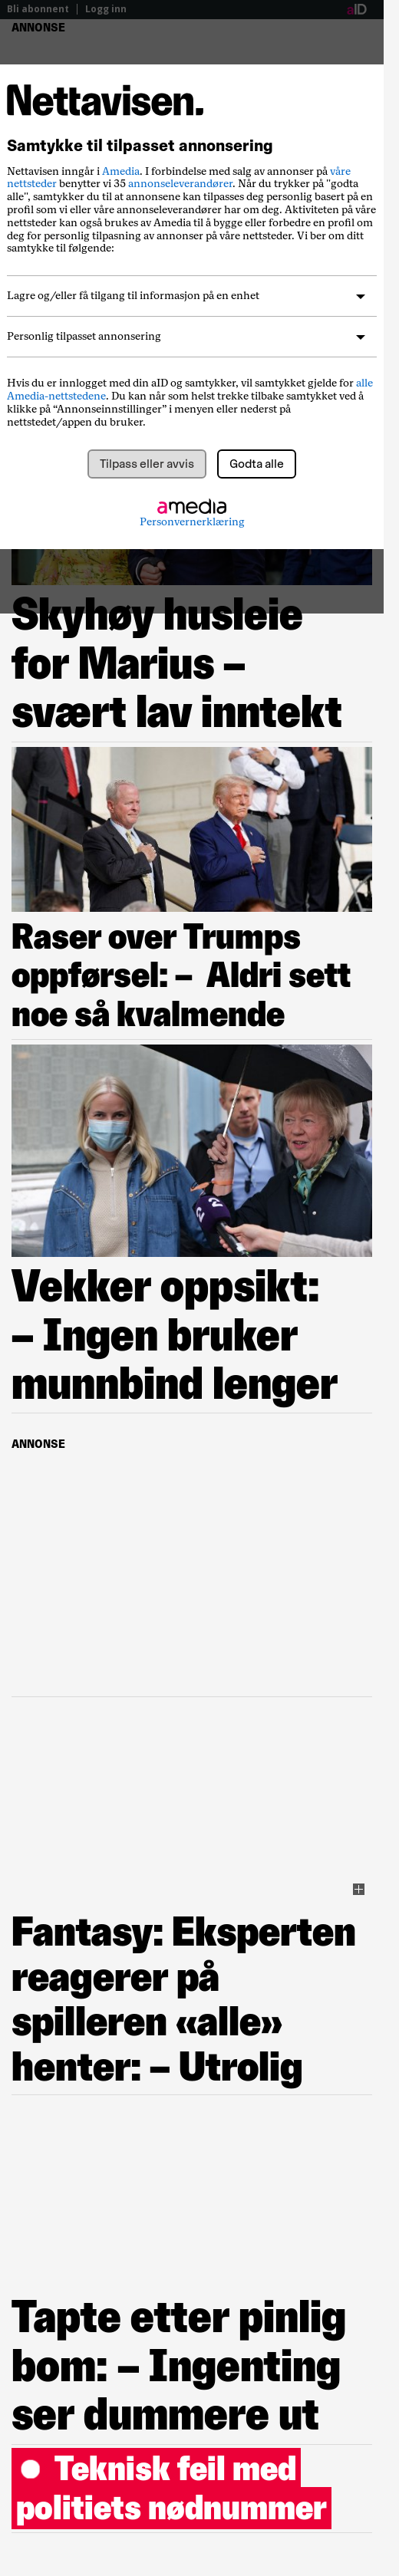 Bli abonnent | Logg inn
aID
ANNONSE
Nettavisen.
Samtykke til tilpasset annonsering
Nettavisen inngår i Amedia. I forbindelse med salg av annonser på våre
nettsteder benytter vi 35 annonseleverandører. Når du trykker på "godta
alle", samtykker du til at annonsene kan tilpasses deg personlig basert på en
profil som vi eller våre annonseleverandører har om deg. Aktiviteten på våre
nettsteder kan også brukes av Amedia til å bygge eller forbedre en profil om
deg for personlig tilpasning av annonser på våre nettsteder. Vi ber om ditt
samtykke til følgende:
Lagre og/eller få tilgang til informasjon på en enhet
Personlig tilpasset annonsering
Hvis du er innlogget med din aID og samtykker, vil samtykket gjelde for alle
Amedia-nettstedene. Du kan når som helst trekke tilbake samtykket ved å
klikke på “Annonseinnstillinger” i menyen eller nederst på
nettstedet/appen du bruker.
Tilpass eller avvis
Godta alle
amedia
Personvernerklæring
Skyhøy husleie
for Marius –
svært lav inntekt
Raser over Trumps
oppførsel: – Aldri sett
noe så kvalmende
2
Vekker oppsikt:
– Ingen bruker
munnbind lenger
ANNONSE
Fantasy: Eksperten
reagerer på
spilleren «alle»
henter: – Utrolig
Tapte etter pinlig
bom: – Ingenting
ser dummere ut
Teknisk feil med
politiets nødnummer